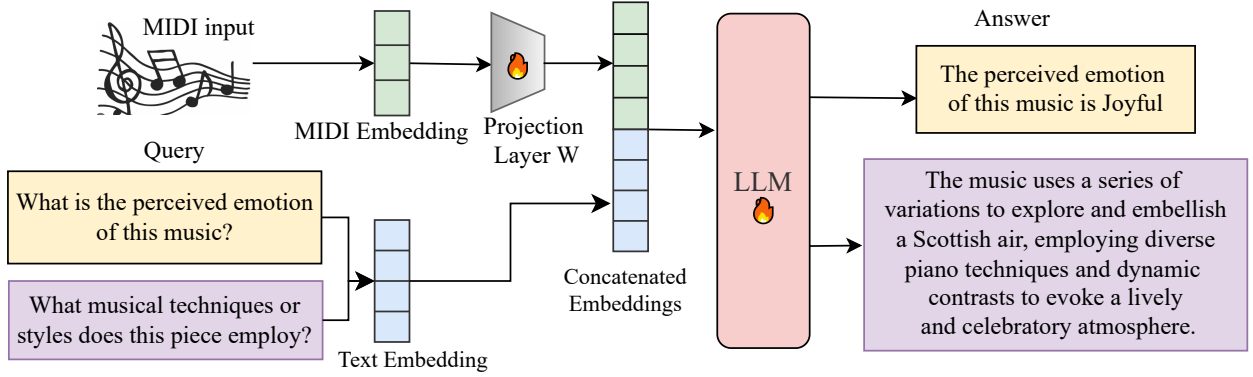 MIDI input
MIDI Embedding
Projection
Layer W
Query
What is the perceived emotion
of this music?
What musical techniques or
styles does this piece employ?
Text Embedding
Concatenated
Embeddings
LLM
Answer
The perceived emotion
of this music is Joyful
The music uses a series of
variations to explore and embellish
a Scottish air, employing diverse
piano techniques and dynamic
contrasts to evoke a lively
and celebratory atmosphere.